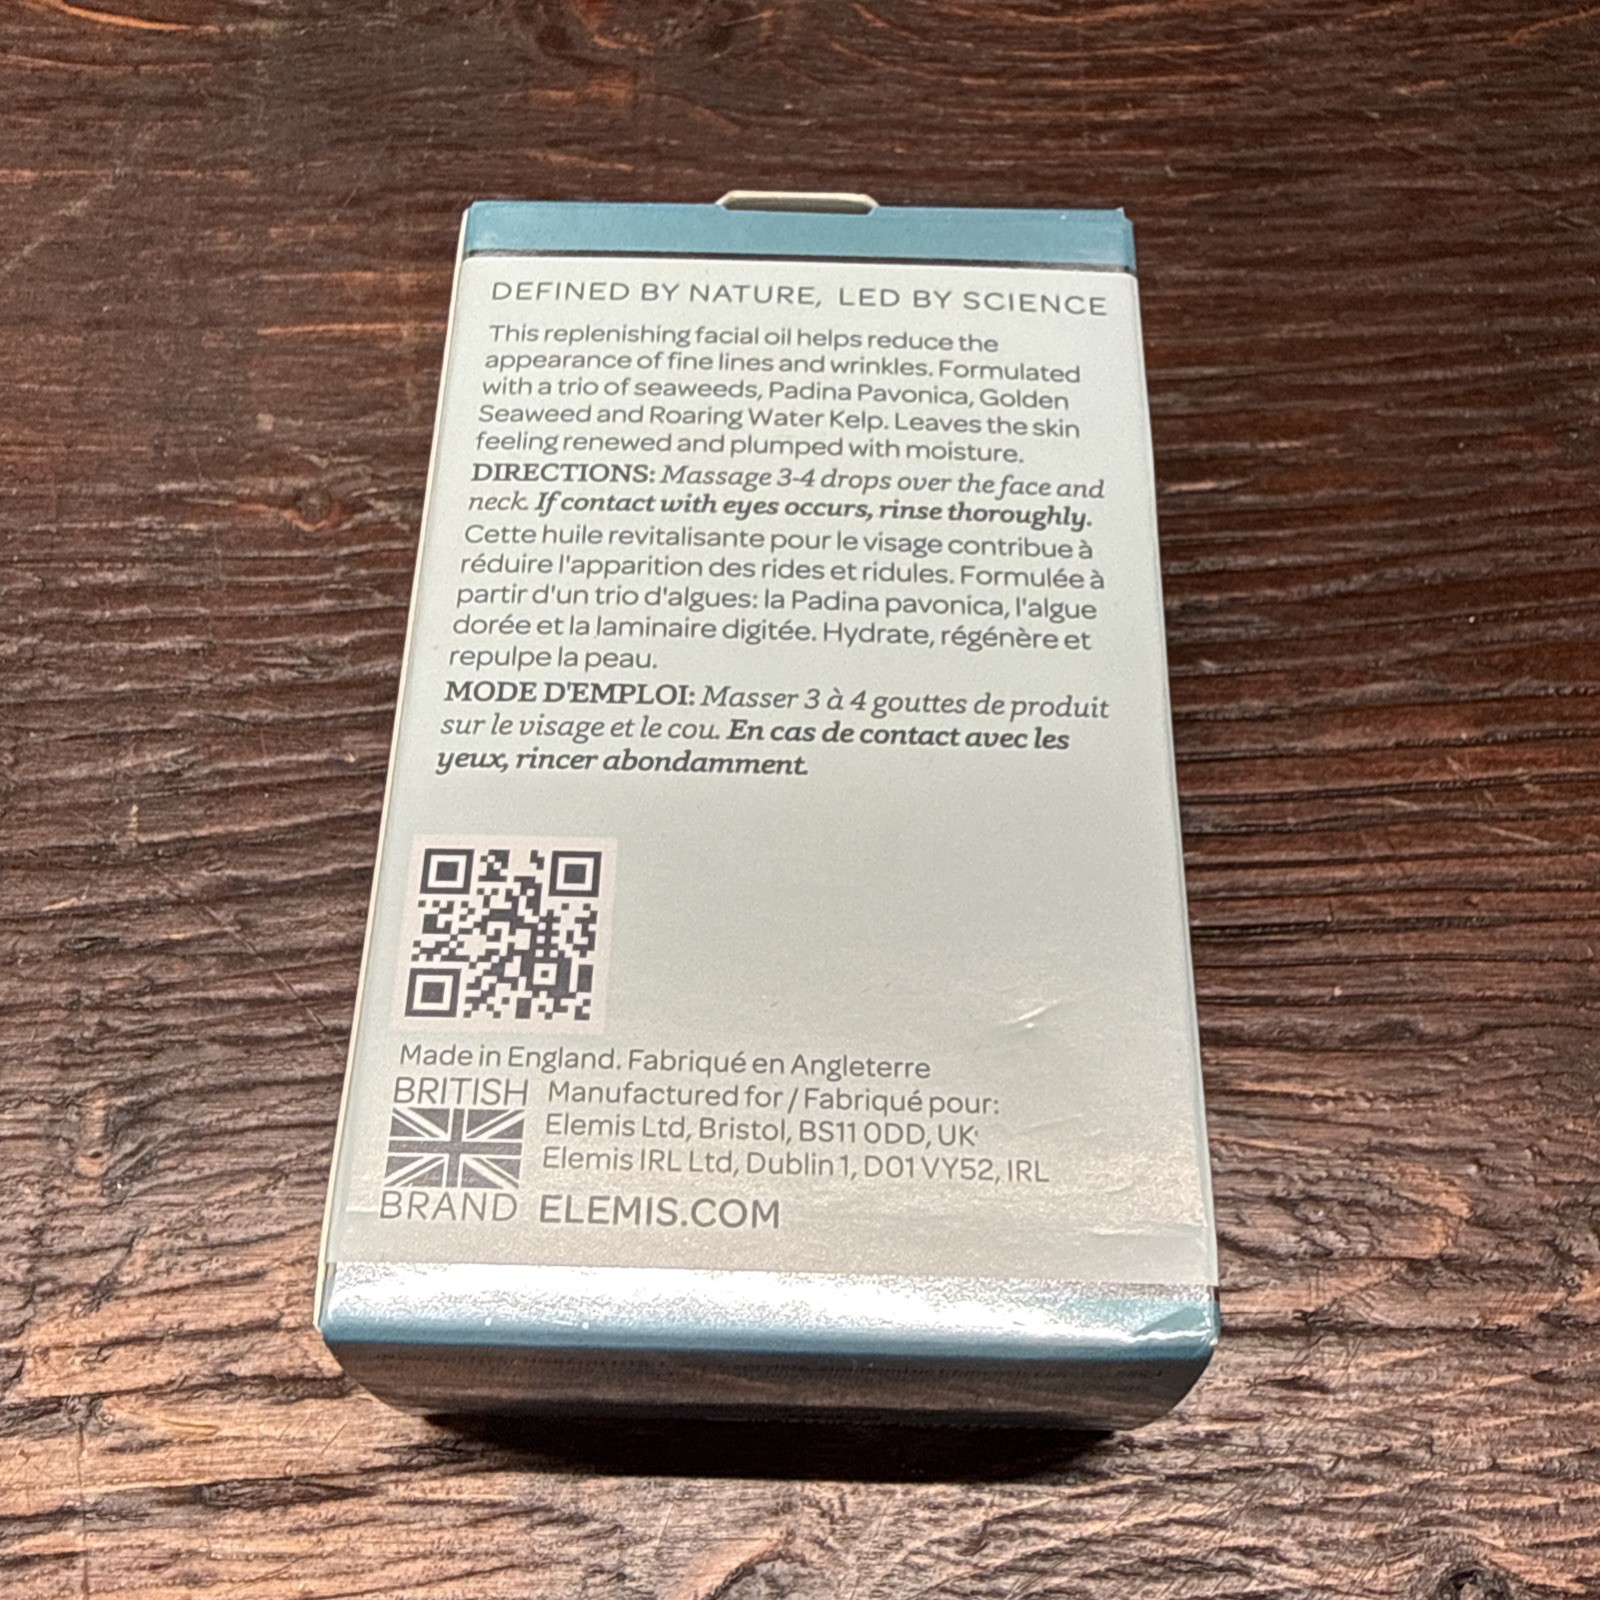 DEFINED BY NATURE, LED BY SCIENCE
This replenishing facial oil helps reduce the
appearance of fine lines and wrinkles. Formulated
with a trio of seaweeds, Padina Pavonica, Golden
Seaweed and Roaring Water Kelp. Leaves the skin
feeling renewed and plumped with moisture.
DIRECTIONS: Massage 3-4 drops over the face and
neck. If contact with eyes occurs, rinse thoroughly.
Cette huile revitalisante pour le visage contribue à
réduire l'apparition des rides et ridules. Formulée à
partir d'un trio d'algues: la Padina pavonica, l'algue
dorée et la laminaire digitée. Hydrate, régénère et
repulpe la peau.
MODE D'EMPLOI: Masser 3 à 4 gouttes de produit
sur le visage et le cou. En cas de contact avec les
yeux, rincer abondamment.
Made in England. Fabriqué en Angleterre
BRITISH
BRAND
Manufactured for / Fabriqué pour:
Elemis Ltd, Bristol, BS11 0DD, UK
Elemis IRL Ltd, Dublin 1, D01 VY52, IRL
ELEMIS.COM